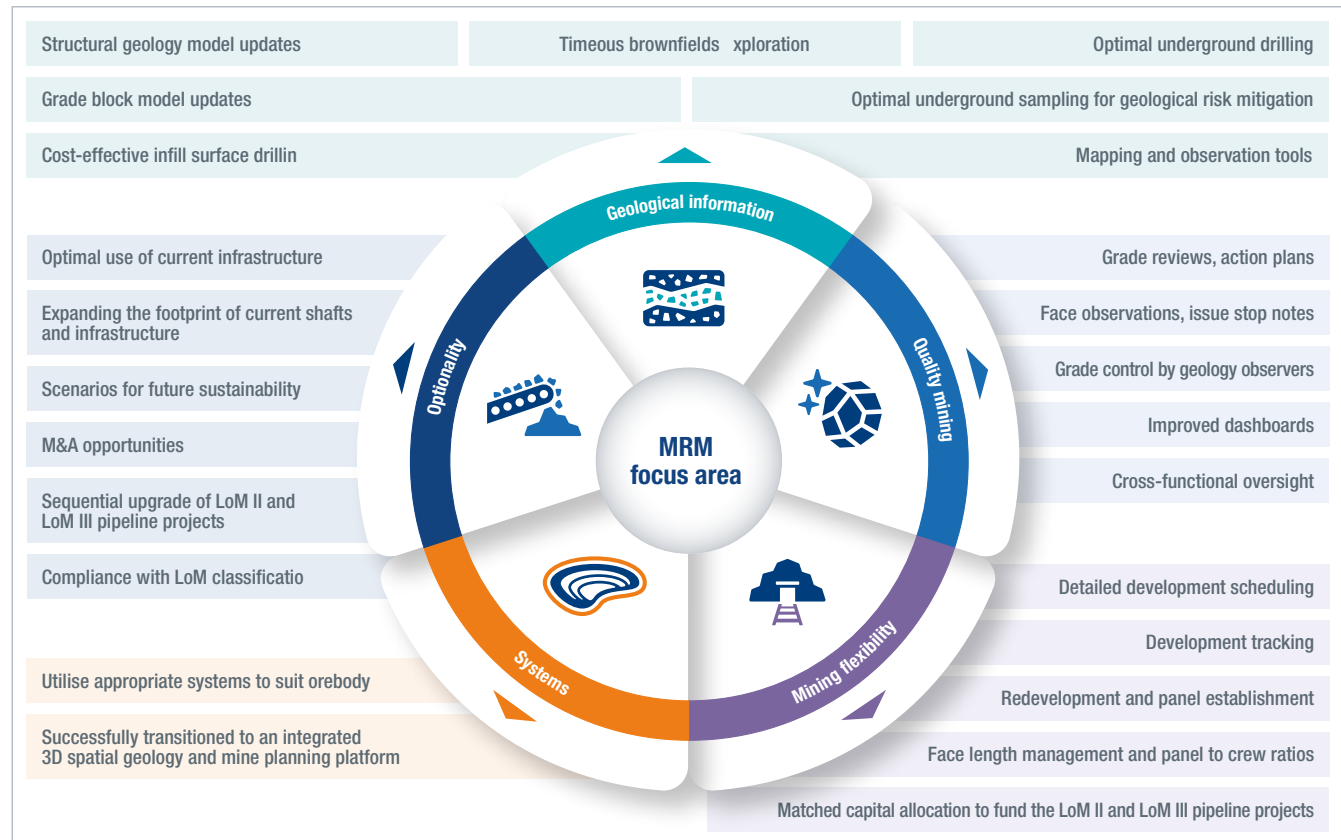 Structural geology model updates
Timeous brownfields xploration
Optimal underground drilling
Grade block model updates
Optimal underground sampling for geological risk mitigation
Cost-effective infill surface drillin
Mapping and observation tools
Geological information
Optimal use of current infrastructure
Expanding the footprint of current shafts
and infrastructure
Scenarios for future sustainability
M&A opportunities
Sequential upgrade of LoM II and
LoM III pipeline projects
Compliance with LoM classificatio
Optionality
MRM
focus area
Quality mining
Grade reviews, action plans
Face observations, issue stop notes
Grade control by geology observers
Improved dashboards
Cross-functional oversight
Systems
Utilise appropriate systems to suit orebody
Successfully transitioned to an integrated
3D spatial geology and mine planning platform
Mining flexibility
Detailed development scheduling
Development tracking
Redevelopment and panel establishment
Face length management and panel to crew ratios
Matched capital allocation to fund the LoM II and LoM III pipeline projects